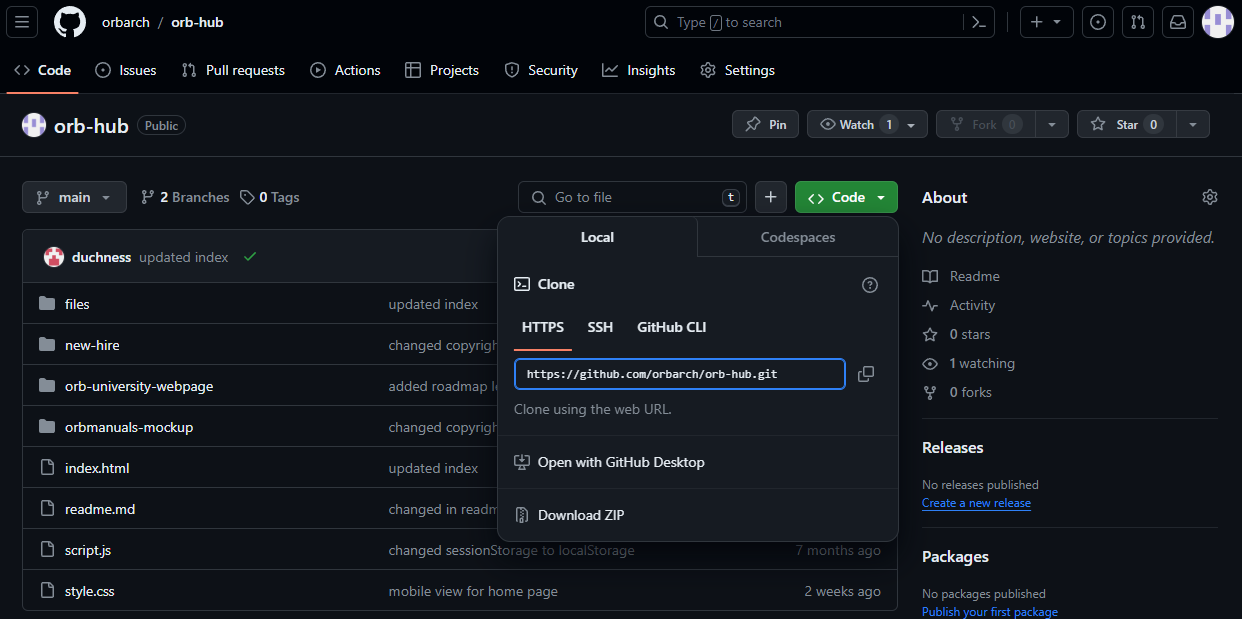 orbarch / orb-hub
Type / to search
Code Issues Pull requests Actions Projects Security Insights Settings
orb-hub Public
Pin Watch 1 Fork 0 Star 0
main 2 Branches 0 Tags Go to file t + Code
Local Codespaces
Clone
HTTPS SSH GitHub CLI
https://github.com/orbarch/orb-hub.git
Clone using the web URL.
Open with GitHub Desktop
Download ZIP
duchness updated index
files updated index
new-hire changed copyrigh
orb-university-webpage added roadmap
orbmanuals-mockup changed copyrigh
index.html updated index
readme.md changed in readm
script.js changed sessionStorage to localStorage 7 months ago
style.css mobile view for home page 2 weeks ago
About
No description, website, or topics provided.
Readme
Activity
0 stars
1 watching
0 forks
Releases
No releases published
Create a new release
Packages
No packages published
Publish your first package